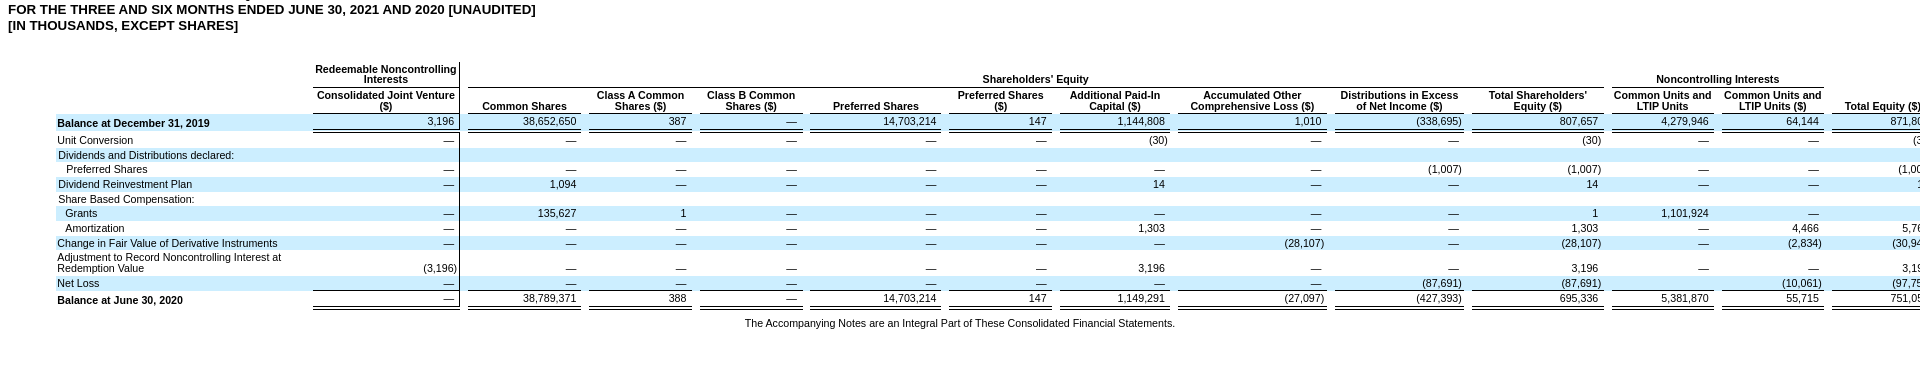 FOR THE THREE AND SIX MONTHS ENDED JUNE 30, 2021 AND 2020 [UNAUDITED]
[IN THOUSANDS, EXCEPT SHARES]
Redeemable Noncontrolling Interests Shareholders' Equity Noncontrolling Interests
Consolidated Joint Venture ($) Common Shares Class A Common Shares ($) Class B Common Shares ($) Preferred Shares Preferred Shares ($) Additional Paid-In Capital ($) Accumulated Other Comprehensive Loss ($) Distributions in Excess of Net Income ($) Total Shareholders' Equity ($) Common Units and LTIP Units Common Units and LTIP Units ($) Total Equity ($)
Balance at December 31, 2019 3,196 38,652,650 387 — 14,703,214 147 1,144,808 1,010 (338,695) 807,657 4,279,946 64,144 871,80
Unit Conversion — — — — — — (30) — — (30) — — (3
Dividends and Distributions declared:
Preferred Shares — — — — — — — — (1,007) (1,007) — — (1,00
Dividend Reinvestment Plan — 1,094 — — — — 14 — — 14 — — 1
Share Based Compensation:
Grants — 135,627 1 — — — — — — 1 1,101,924 —
Amortization — — — — — — 1,303 — — 1,303 — 4,466 5,76
Change in Fair Value of Derivative Instruments — — — — — — — (28,107) — (28,107) — (2,834) (30,94
Adjustment to Record Noncontrolling Interest at
Redemption Value (3,196) — — — — — 3,196 — — 3,196 — — 3,19
Net Loss — — — — — — — — (87,691) (87,691) (10,061) (97,75
Balance at June 30, 2020 — 38,789,371 388 — 14,703,214 147 1,149,291 (27,097) (427,393) 695,336 5,381,870 55,715 751,05
The Accompanying Notes are an Integral Part of These Consolidated Financial Statements.